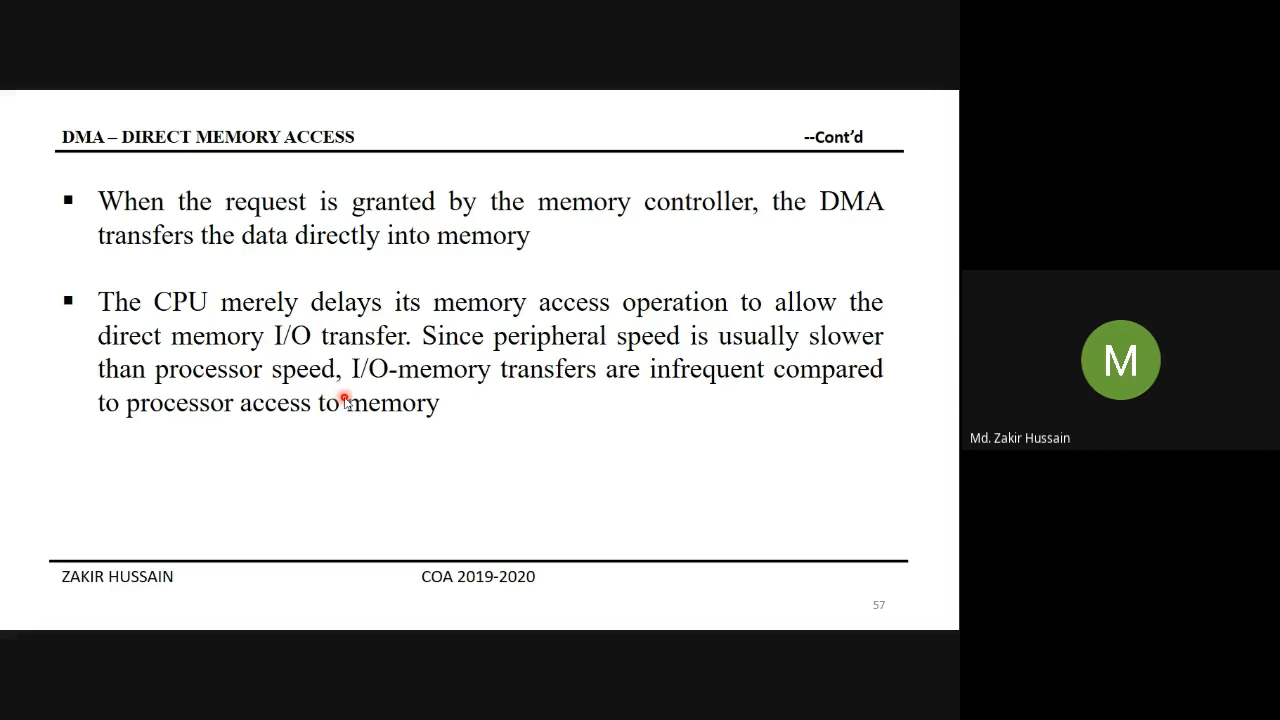 DMA – DIRECT MEMORY ACCESS
--Cont’d
▪ When the request is granted by the memory controller, the DMA
transfers the data directly into memory
▪ The CPU merely delays its memory access operation to allow the
direct memory I/O transfer. Since peripheral speed is usually slower
than processor speed, I/O-memory transfers are infrequent compared
to processor access to memory
M
Md. Zakir Hussain
ZAKIR HUSSAIN
COA 2019-2020
57